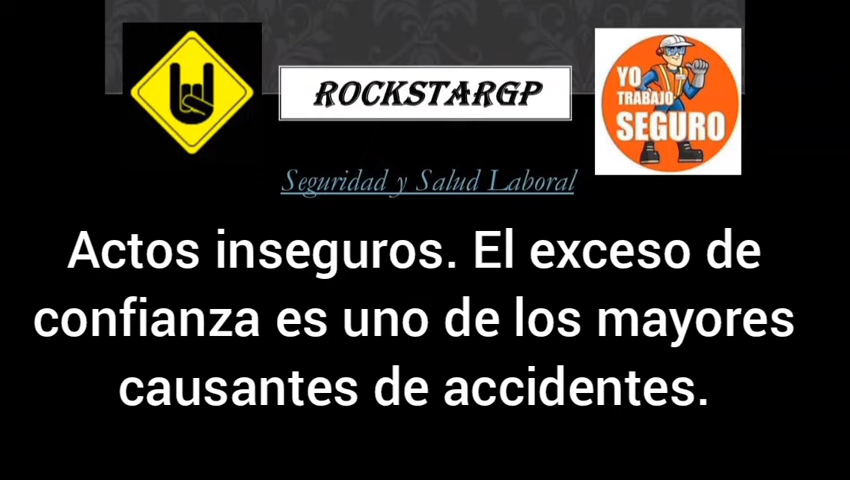 ROCKSTARGP
YO
TRABAJO
SEGURO
Seguridad y Salud Laboral
Actos inseguros. El exceso de
confianza es uno de los mayores
causantes de accidentes.